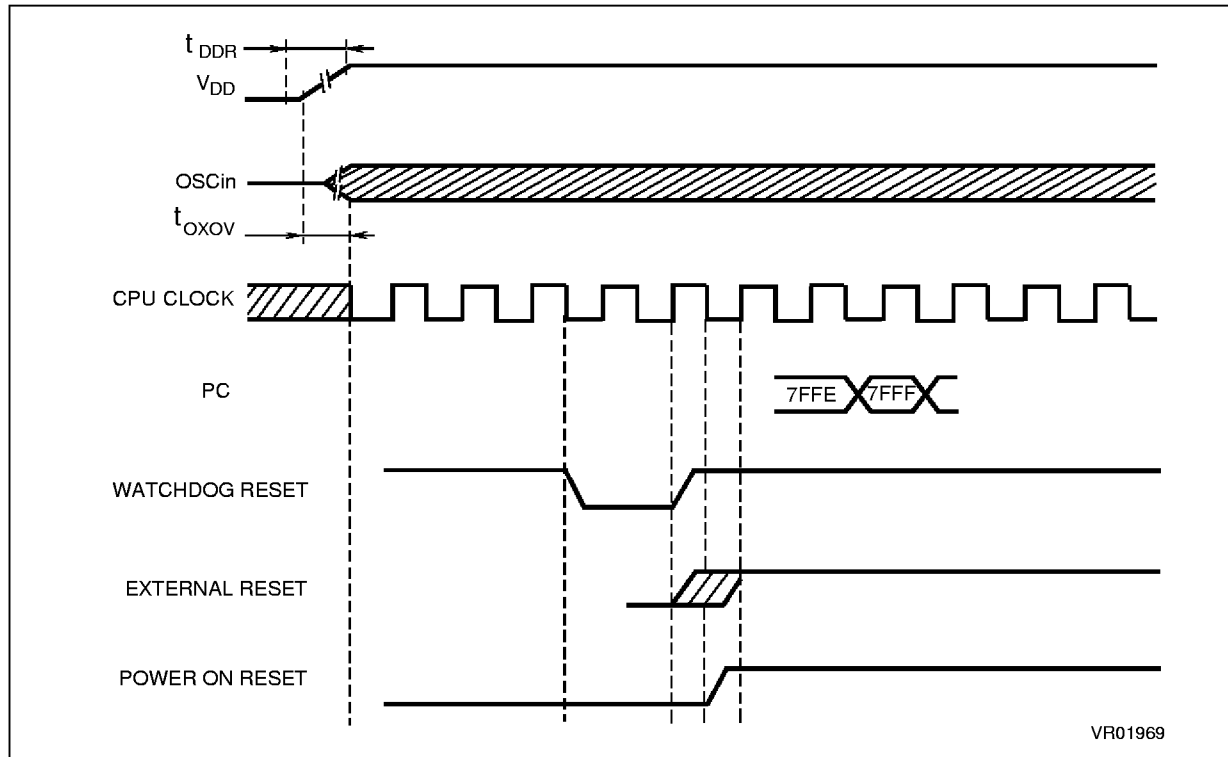 t DDR
VDD
OSCin
tOXOV
CPU CLOCK
PC
7FFE 7FFF
WATCHDOG RESET
EXTERNAL RESET
POWER ON RESET
VR01969